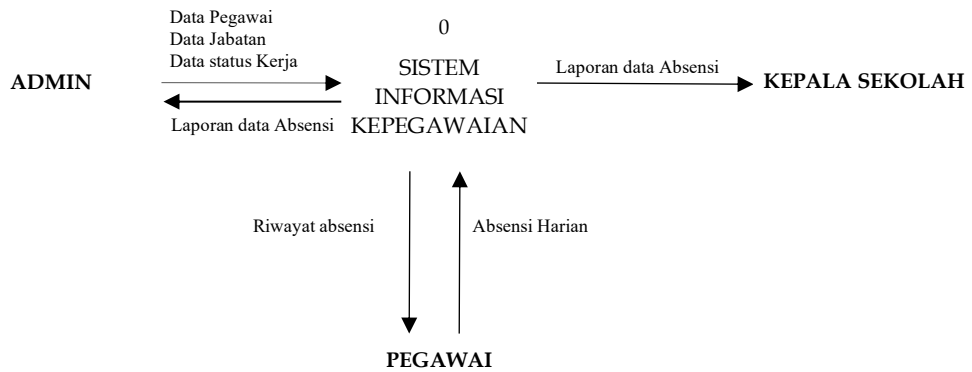 Data Pegawai
Data Jabatan
Data status Kerja
ADMIN
Laporan data Absensi
0
SISTEM
INFORMASI
KEPEGAWAIAN
Laporan data Absensi
KEPALA SEKOLAH
Riwayat absensi
Absensi Harian
PEGAWAI